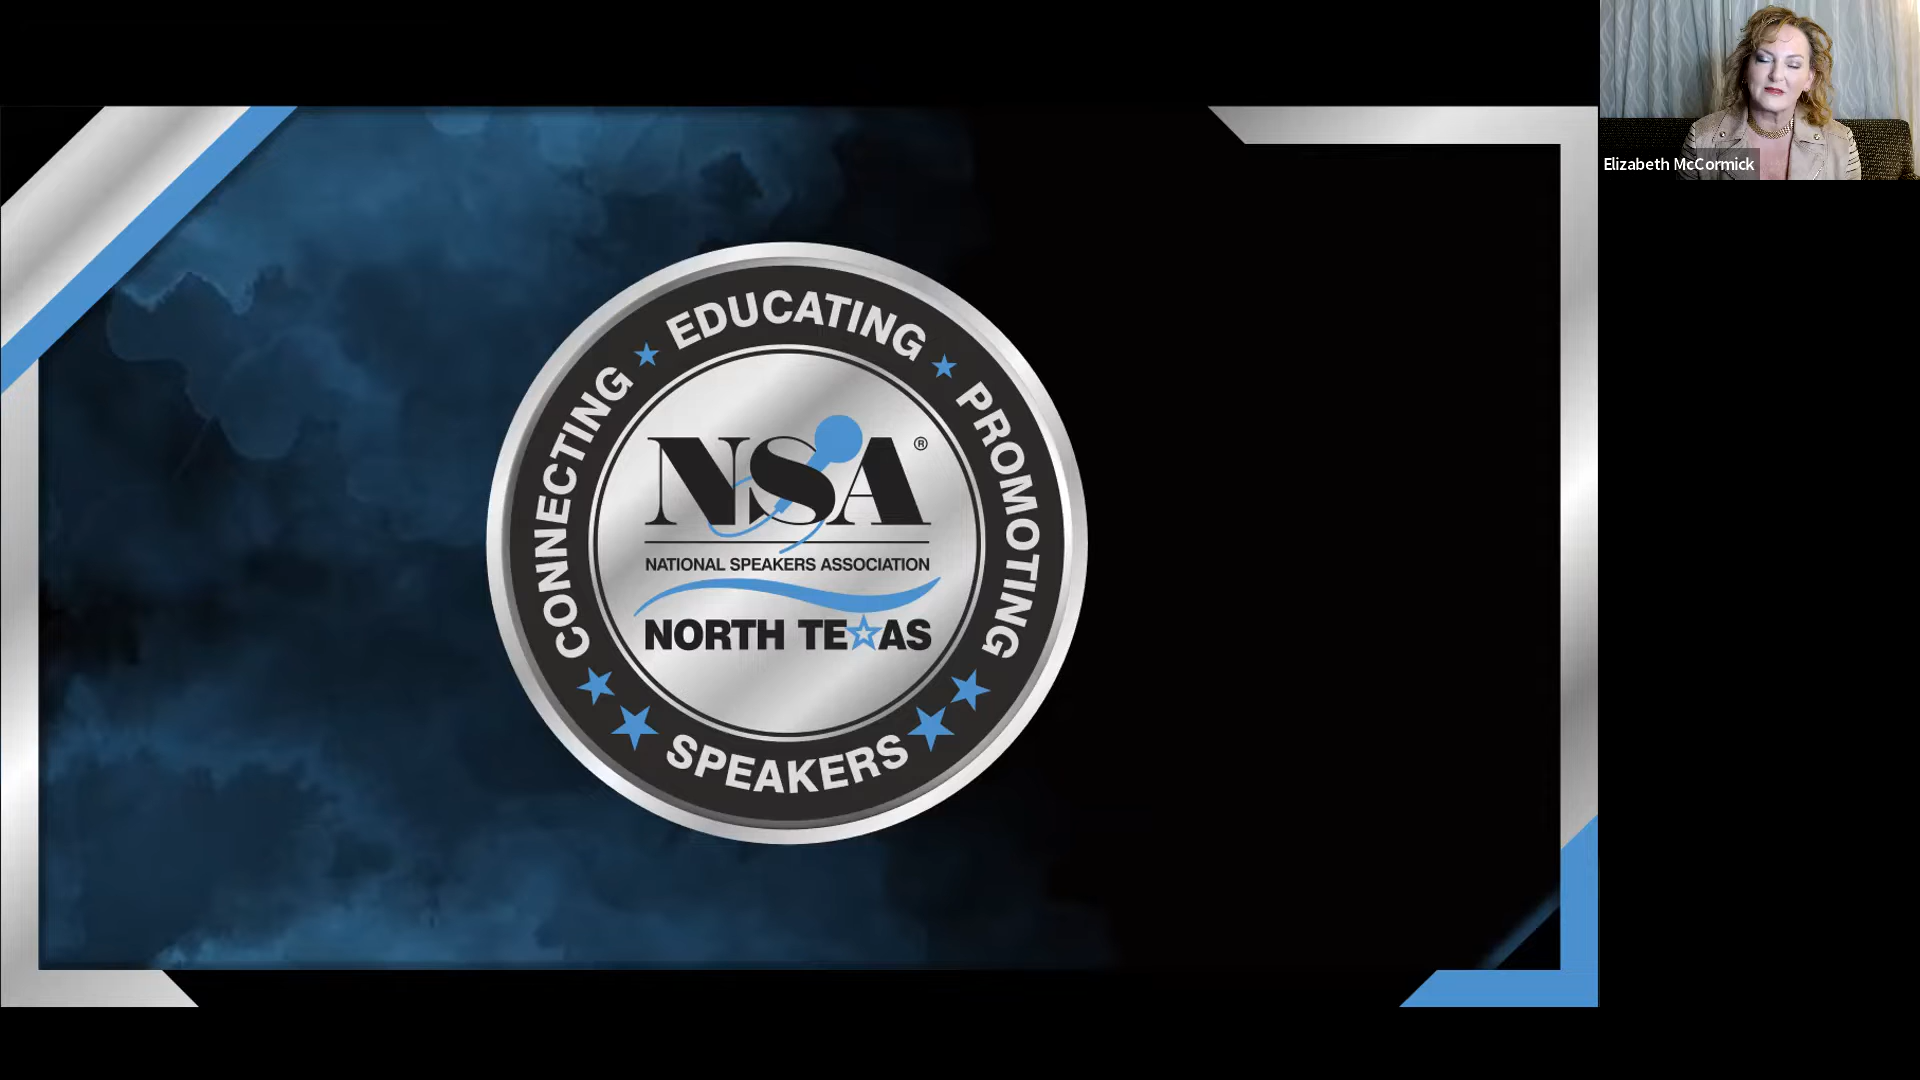 CONNECTING ★ EDUCATING ★ PROMOTING
NSA®
NATIONAL SPEAKERS ASSOCIATION
NORTH TEXAS
SPEAKERS
Elizabeth McCormick